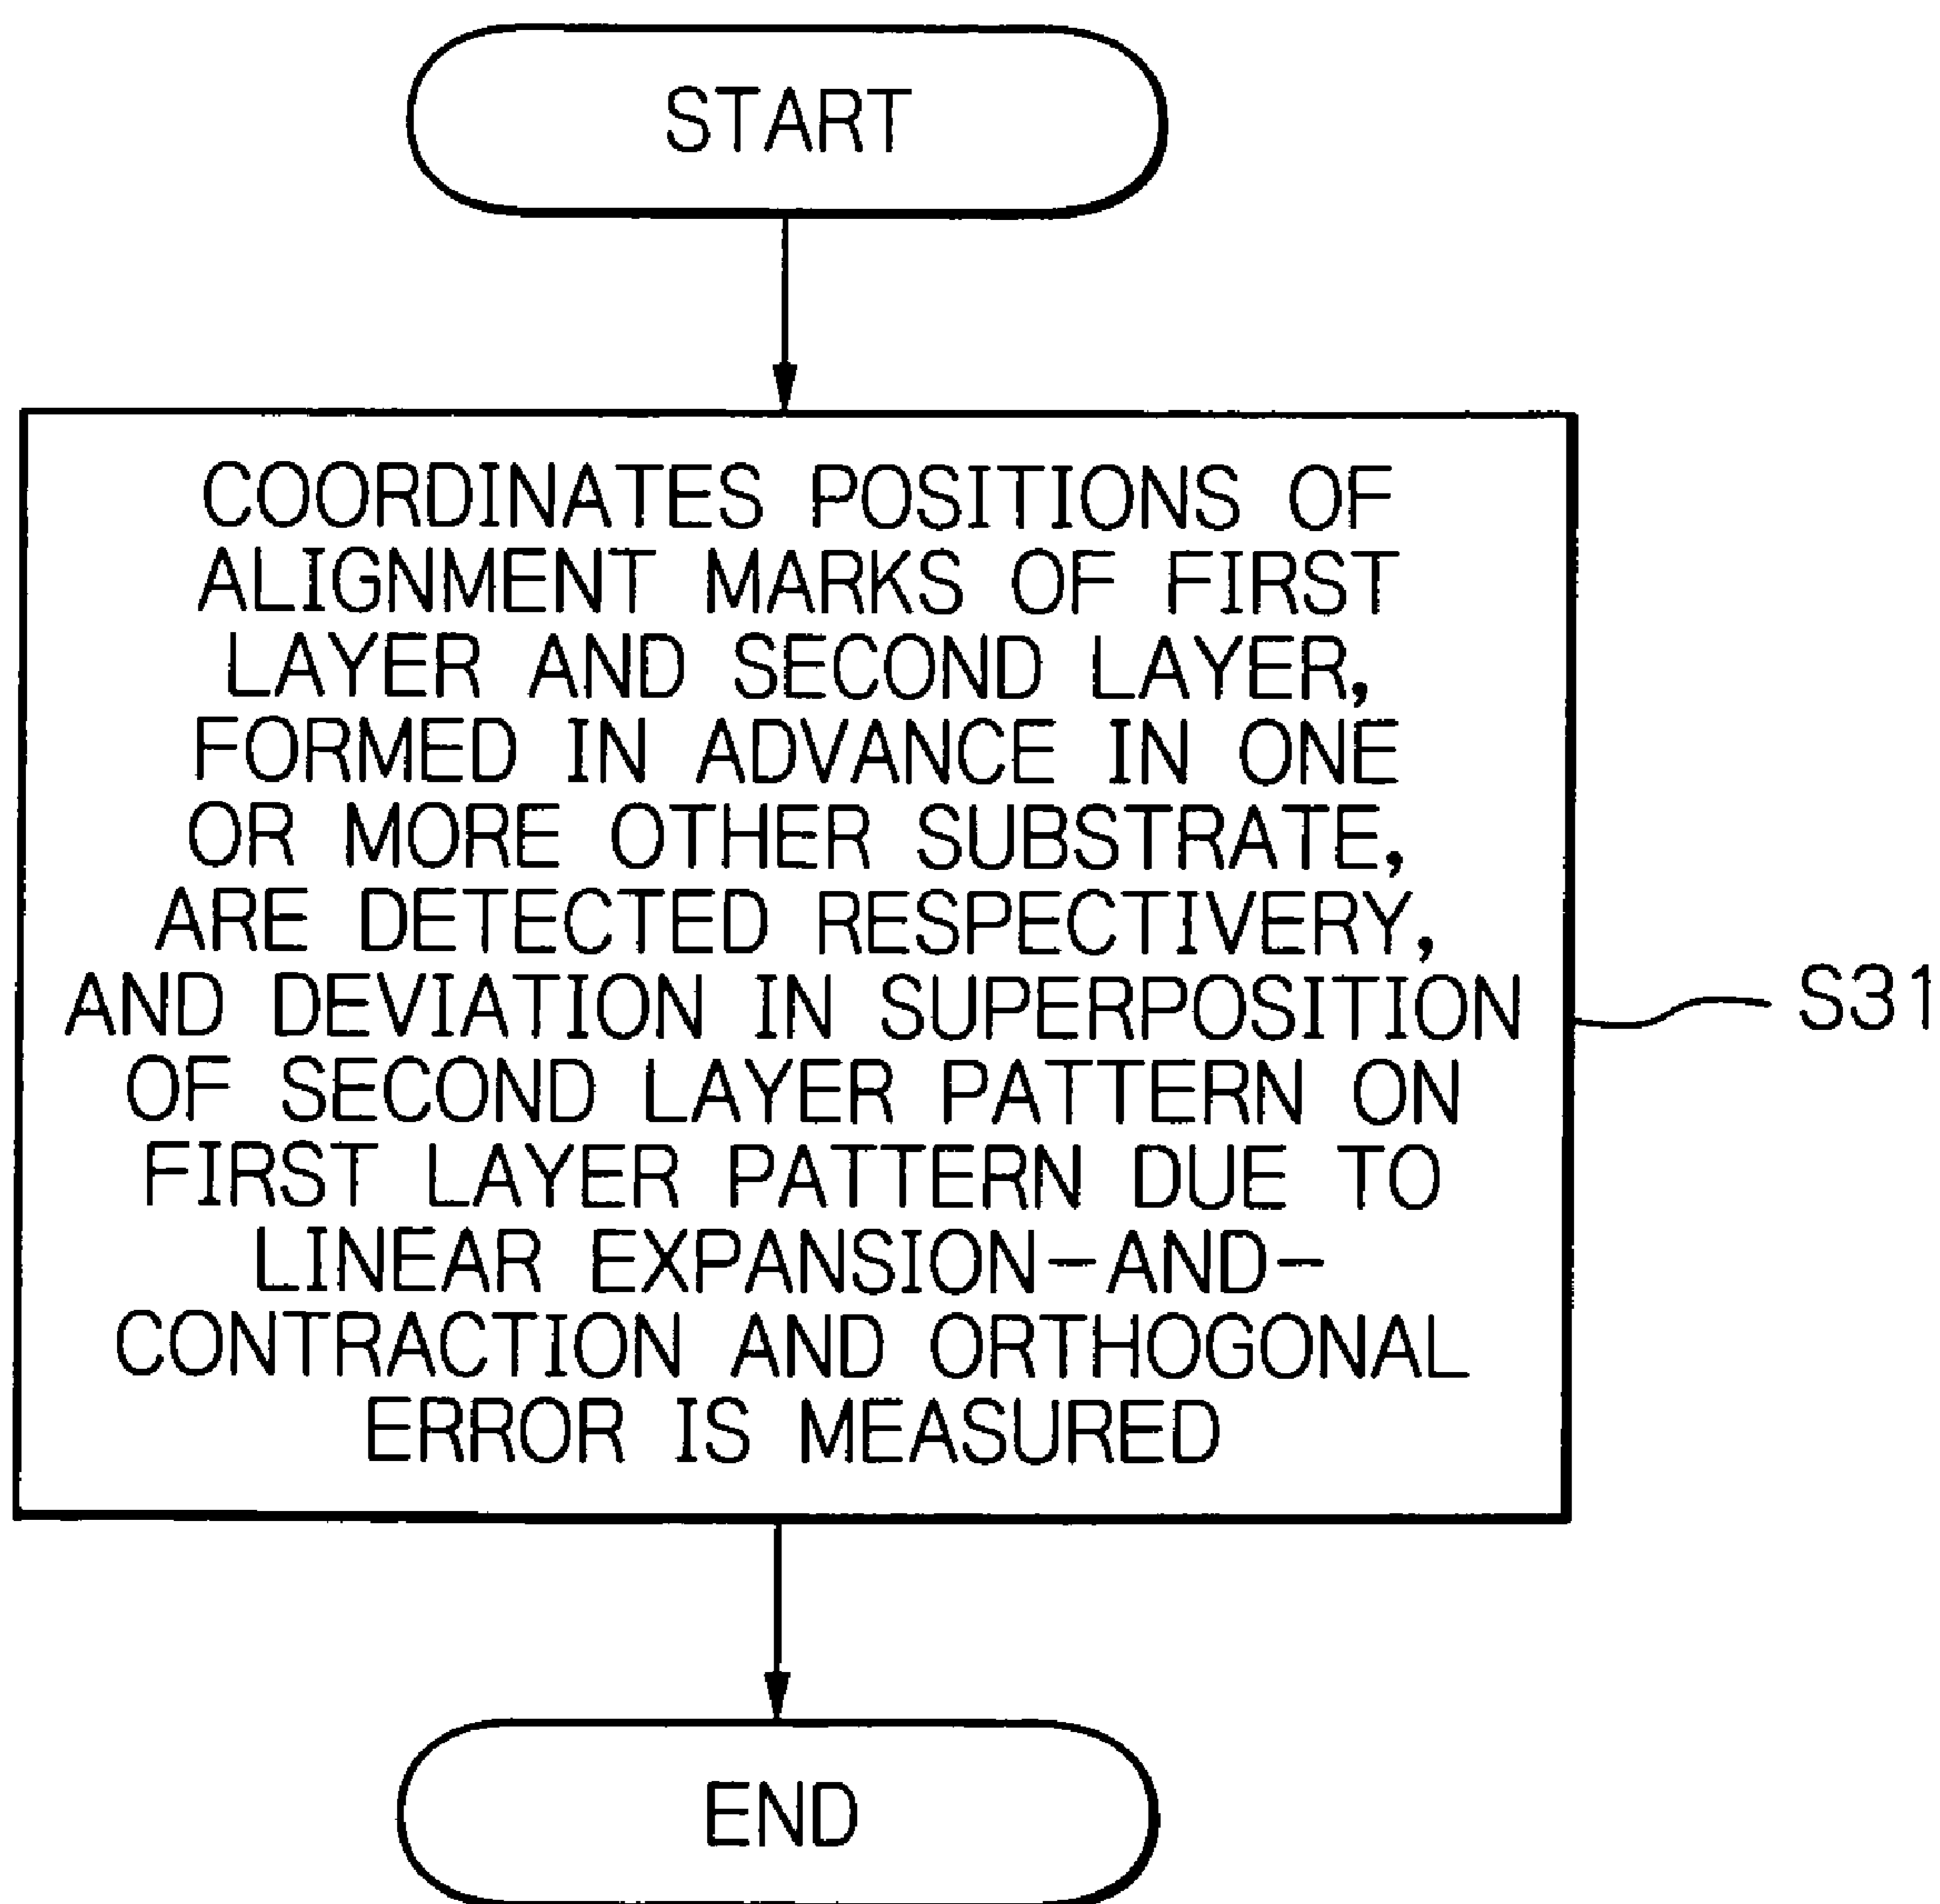 START
COORDINATES POSITIONS OF
ALIGNMENT MARKS OF FIRST
LAYER AND SECOND LAYER,
FORMED IN ADVANCE IN ONE
OR MORE OTHER SUBSTRATE,
ARE DETECTED RESPECTIVERY,
AND DEVIATION IN SUPERPOSITION
OF SECOND LAYER PATTERN ON
FIRST LAYER PATTERN DUE TO
LINEAR EXPANSION-AND-
CONTRACTION AND ORTHOGONAL
ERROR IS MEASURED
S31
END